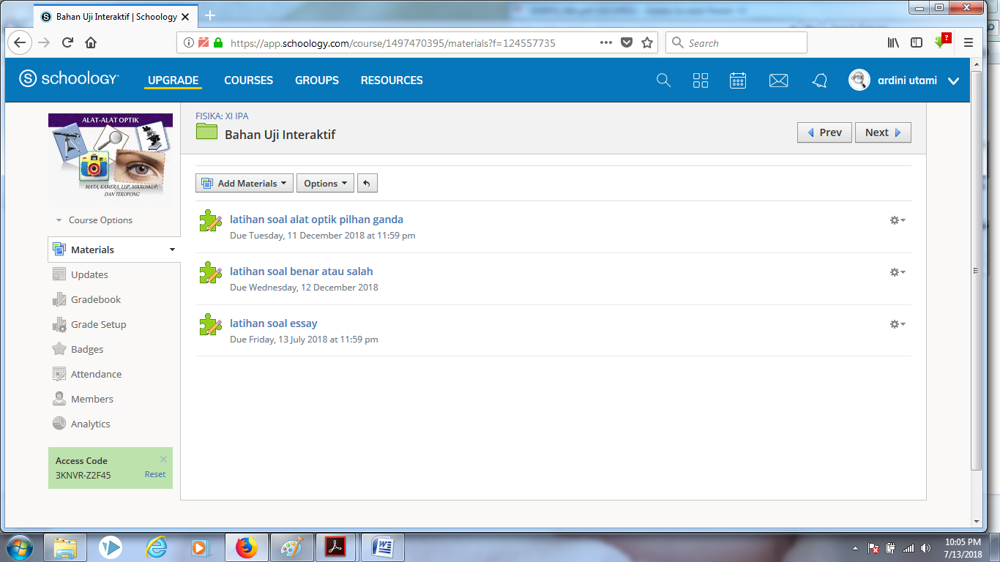 Bahan Uji Interaktif | Schoology
https://app.schoology.com/course/1497470395/materials?f=124557735
Search
schoology
UPGRADE
COURSES
GROUPS
RESOURCES
OPTIK
ardini utami
ALAT-ALAT OPTIK
MATA, KAMERA, LUP, MIKROSKOP,
DAN TEROPONG
Course Options
Materials
Updates
Gradebook
Grade Setup
Badges
Attendance
Members
Analytics
Access Code
3KNVR-Z2F45 Reset
FISIKA: XI IPA
Bahan Uji Interaktif
Prev
Next
Add Materials
Options
latihan soal alat optik pilhan ganda
Due Tuesday, 11 December 2018 at 11:59 pm
latihan soal benar atau salah
Due Wednesday, 12 December 2018
latihan soal essay
Due Friday, 13 July 2018 at 11:59 pm
10:05 PM
7/13/2018